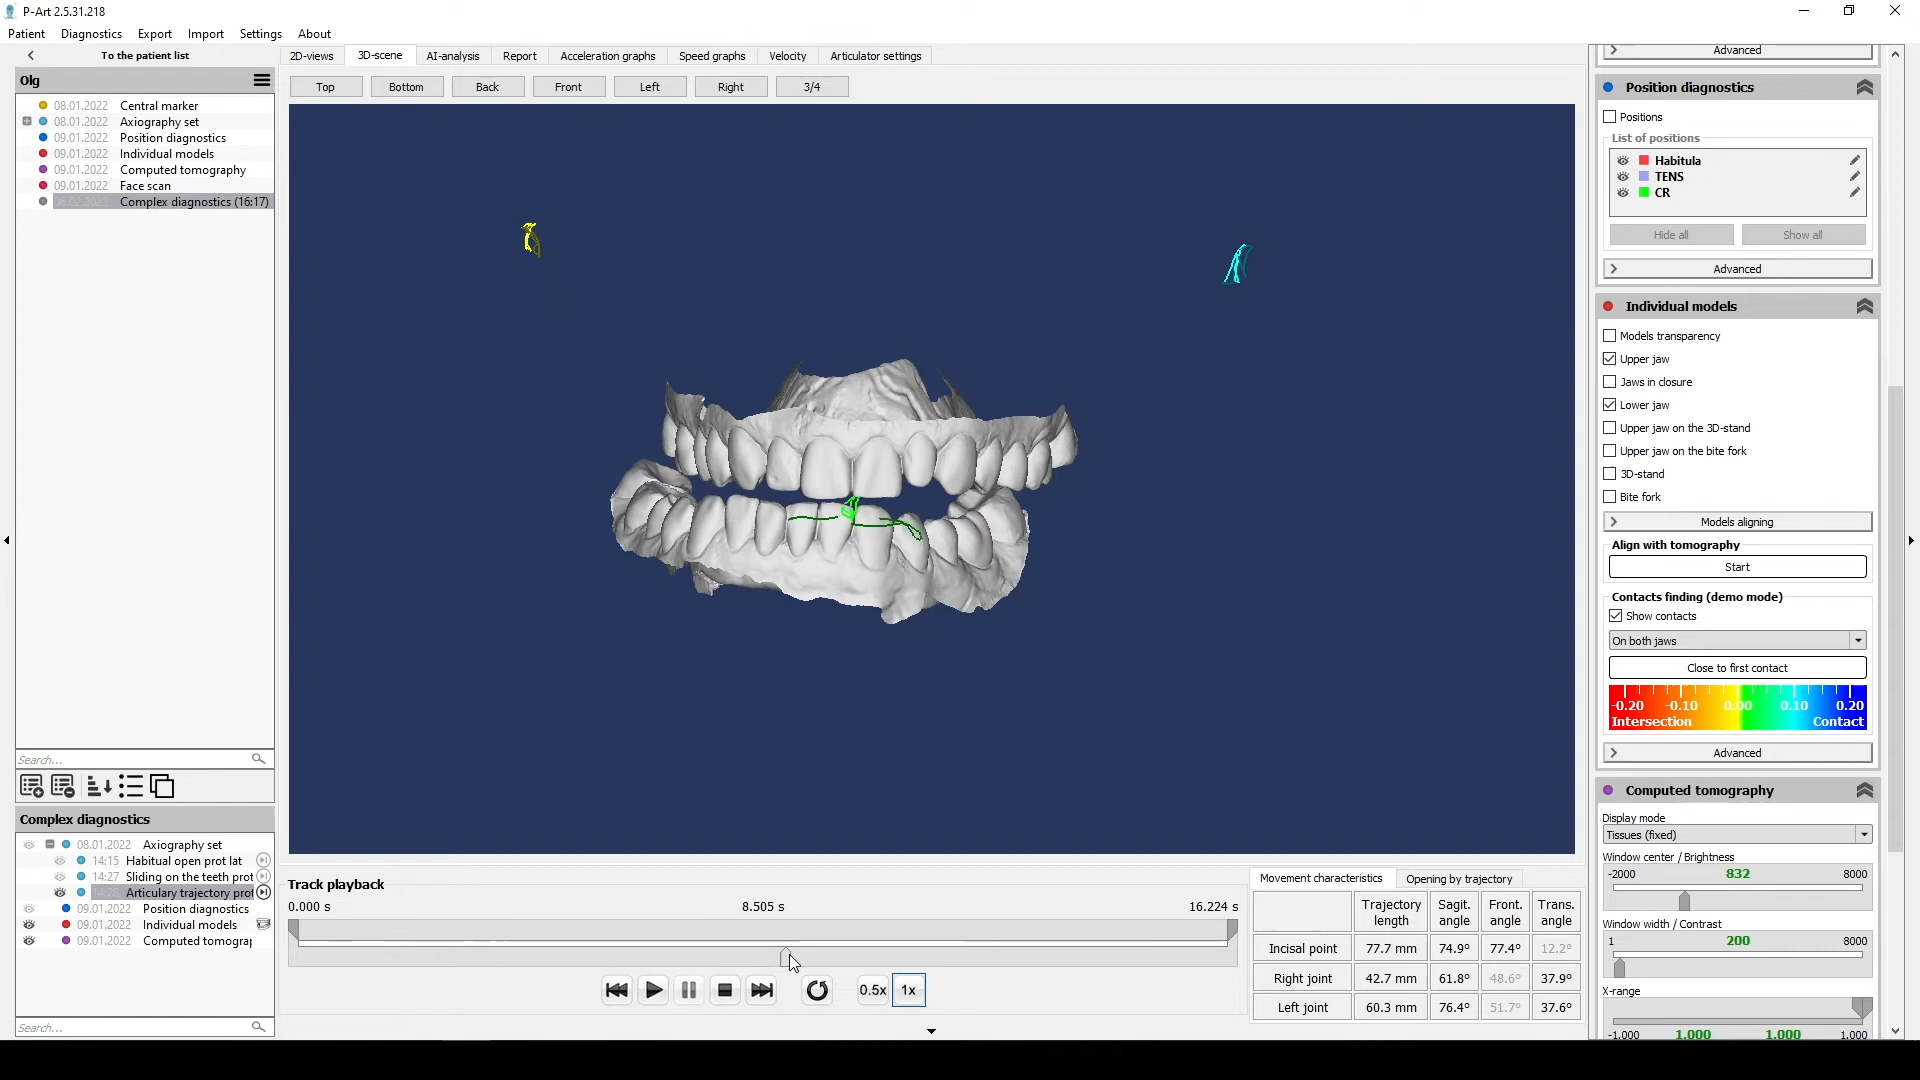 P-Art 2.5.31.218
Patient Diagnostics Export Import Settings About
To the patient list
2D-views 3D-scene AI-analysis Report Acceleration graphs Speed graphs Velocity Articulator settings
Olg
Top Bottom Back Front Left Right 3/4
08.01.2022 Central marker
08.01.2022 Axiography set
09.01.2022 Position diagnostics
09.01.2022 Individual models
09.01.2022 Computed tomography
09.01.2022 Face scan
Complex diagnostics (16:17)
Search...
Complex diagnostics
08.01.2022 Axiography set
14:15 Habitual open prot lat
14:27 Sliding on the teeth prot
Articulary trajectory prot
09.01.2022 Position diagnostics
09.01.2022 Individual models
09.01.2022 Computed tomograp
Search...
Track playback
0.000 s 8.505 s 16.224 s
0.5x 1x
Movement characteristics Opening by trajectory
Trajectory length Sagit. angle Front. angle Trans. angle
Incisal point 77.7 mm 74.9° 77.4° 12.2°
Right joint 42.7 mm 61.8° 48.6° 37.9°
Left joint 60.3 mm 76.4° 51.7° 37.6°
Advanced
Position diagnostics
Positions
List of positions
Habitula
TENS
CR
Hide all Show all
Advanced
Individual models
Models transparency
Upper jaw
Jaws in closure
Lower jaw
Upper jaw on the 3D-stand
Upper jaw on the bite fork
3D-stand
Bite fork
Models aligning
Align with tomography
Start
Contacts finding (demo mode)
Show contacts
On both jaws
Close to first contact
-0.20 -0.10 0.00 0.10 0.20
Intersection Contact
Advanced
Computed tomography
Display mode
Tissues (fixed)
Window center / Brightness
-2000 832 8000
Window width / Contrast
1 200 8000
X-range
-1.000 1.000 1.000 1.000